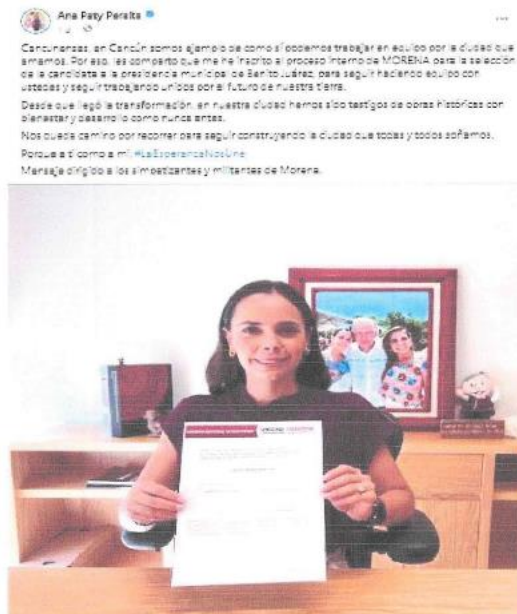 Ana Paty Peralta
Cancunenses, en Cancún somos ejemplo de como sí podemos trabajar en equipo por la ciudad que
amamos. Por eso, les comparto que me he inscrito al proceso interno de MORENA para la selección
de la candidata a la presidencia municipal de Benito Juárez, para seguir haciendo equipo con
ustedes y seguir trabajando unidos por el futuro de nuestra tierra.
Desde que llegó la transformación, en nuestra ciudad hemos sido testigos de obras históricas con
bienestar y desarrollo como nunca antes.
Nos queda camino por recorrer para seguir construyendo la ciudad que todas y todos soñamos.
Porque a ti como a mi, #LaEsperanzaNosUne
Mensaje dirigido a los simpatizantes y militantes de Morena.